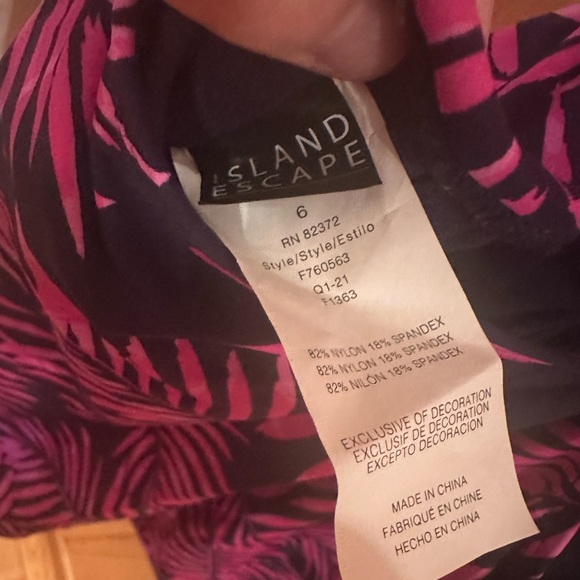 ISLAND
ESCAPE
6
RN 82372
Style/Style/Estilo
F760563
Q1-21
F1363
82% NYLON 18% SPANDEX
82% NYLON 18% SPANDEX
82% NILÓN 18% SPANDEX
EXCLUSIVE OF DECORATION
EXCLUSIF DE DECORATION
EXCEPTO DECORACION
MADE IN CHINA
FABRIQUÉ EN CHINE
HECHO EN CHINA